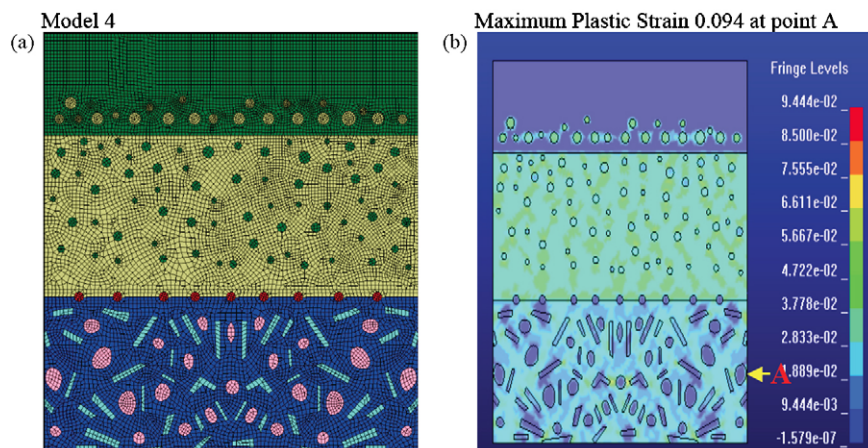 Model 4
Maximum Plastic Strain 0.094 at point A
(a)
(b)
Fringe Levels
9.444e-02
8.500e-02
7.555e-02
6.611e-02
5.667e-02
4.722e-02
3.778e-02
2.833e-02
A
.889e-02
9.444e-03
-1.579e-07